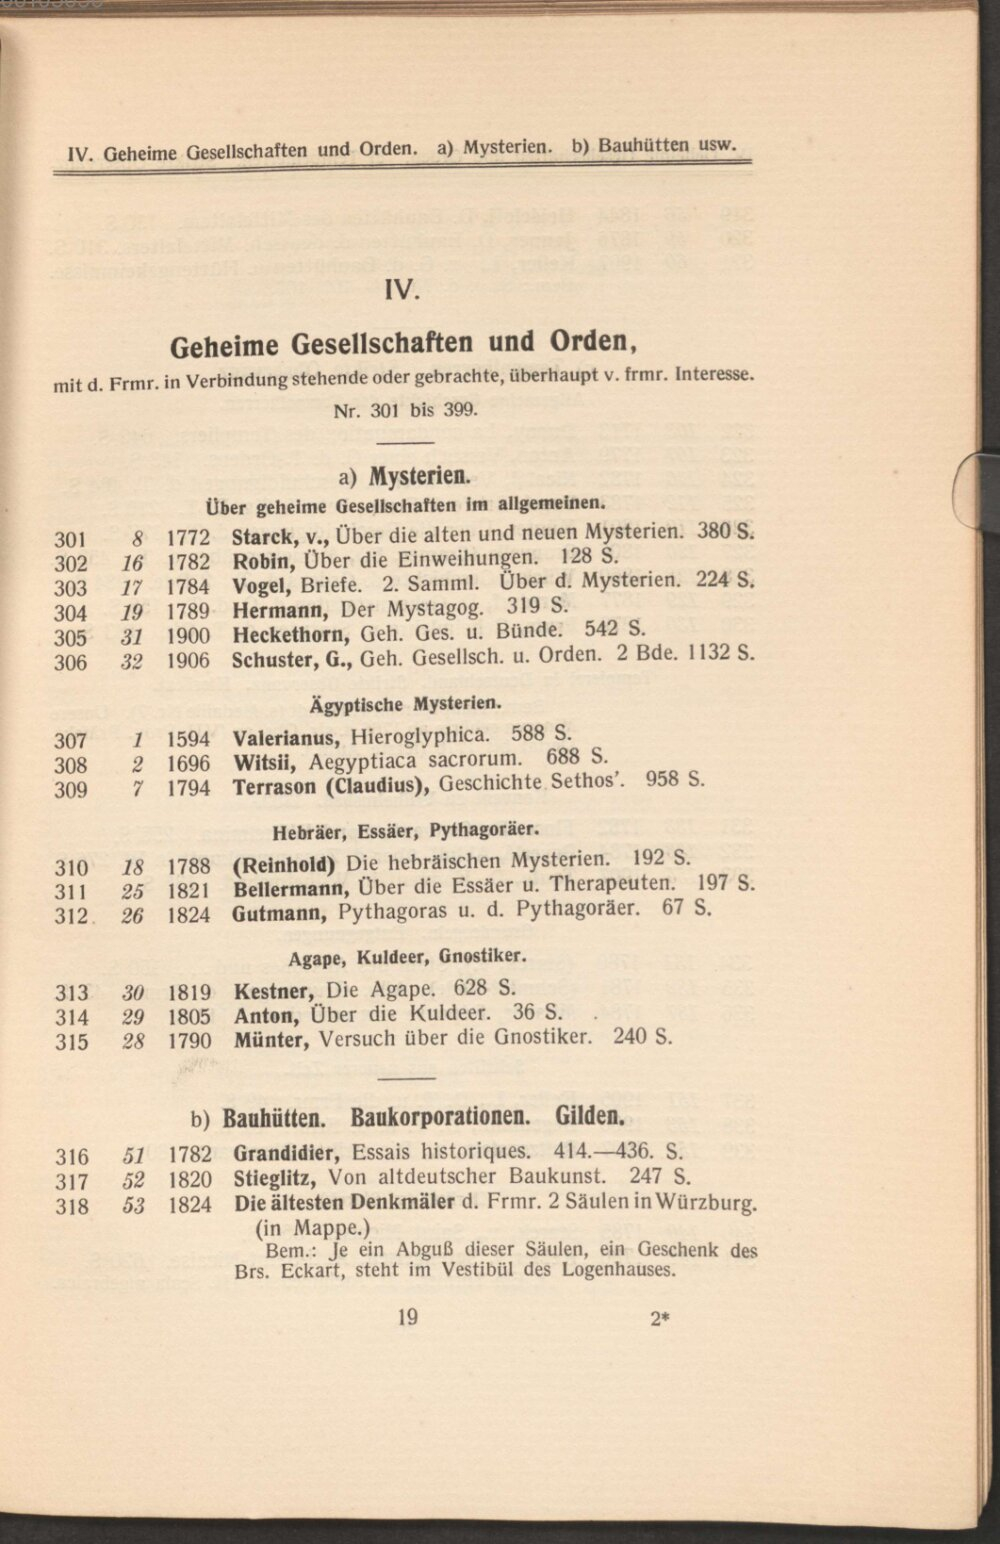 IV. Geheime Gesellschaften und Orden. a) Mysterien. b) Bauhütten usw.
IV.
Geheime Gesellschaften und Orden,
mit d. Frmr. in Verbindung stehende oder gebrachte, überhaupt v. frmr. Interesse.
Nr. 301 bis 399.
a) Mysterien.
Über geheime Gesellschaften im allgemeinen.
301 8 1772 Starck, v., Über die alten und neuen Mysterien. 380 S.
302 16 1782 Robin, Über die Einweihungen. 128 S.
303 17 1784 Vogel, Briefe. 2. Samml. Über d. Mysterien. 224 S.
304 19 1789 Hermann, Der Mystagog. 319 S.
305 31 1900 Heckethorn, Geh. Ges. u. Bünde. 542 S.
306 32 1906 Schuster, G., Geh. Gesellsch. u. Orden. 2 Bde. 1132 S.
Ägyptische Mysterien.
307 1 1594 Valerianus, Hieroglyphica. 588 S.
308 2 1696 Witsii, Aegyptiaca sacrorum. 688 S.
309 7 1794 Terrason (Claudius), Geschichte Sethos'. 958 S.
Hebräer, Essäer, Pythagoräer.
310 18 1788 (Reinhold) Die hebräischen Mysterien. 192 S.
311 25 1821 Bellermann, Über die Essäer u. Therapeuten. 197 S.
312. 26 1824 Gutmann, Pythagoras u. d. Pythagoräer. 67 S.
Agape, Kuldeer, Gnostiker.
313 30 1819 Kestner, Die Agape. 628 S.
314 29 1805 Anton, Über die Kuldeer. 36 S.
315 28 1790 Münter, Versuch über die Gnostiker. 240 S.
b) Bauhütten. Baukorporationen. Gilden.
316 51 1782 Grandidier, Essais historiques. 414.—436. S.
317 52 1820 Stieglitz, Von altdeutscher Baukunst. 247 S.
318 53 1824 Die ältesten Denkmäler d. Frmr. 2 Säulen in Würzburg.
(in Mappe.)
Bem.: Je ein Abguß dieser Säulen, ein Geschenk des
Brs. Eckart, steht im Vestibül des Logenhauses.
19 2*